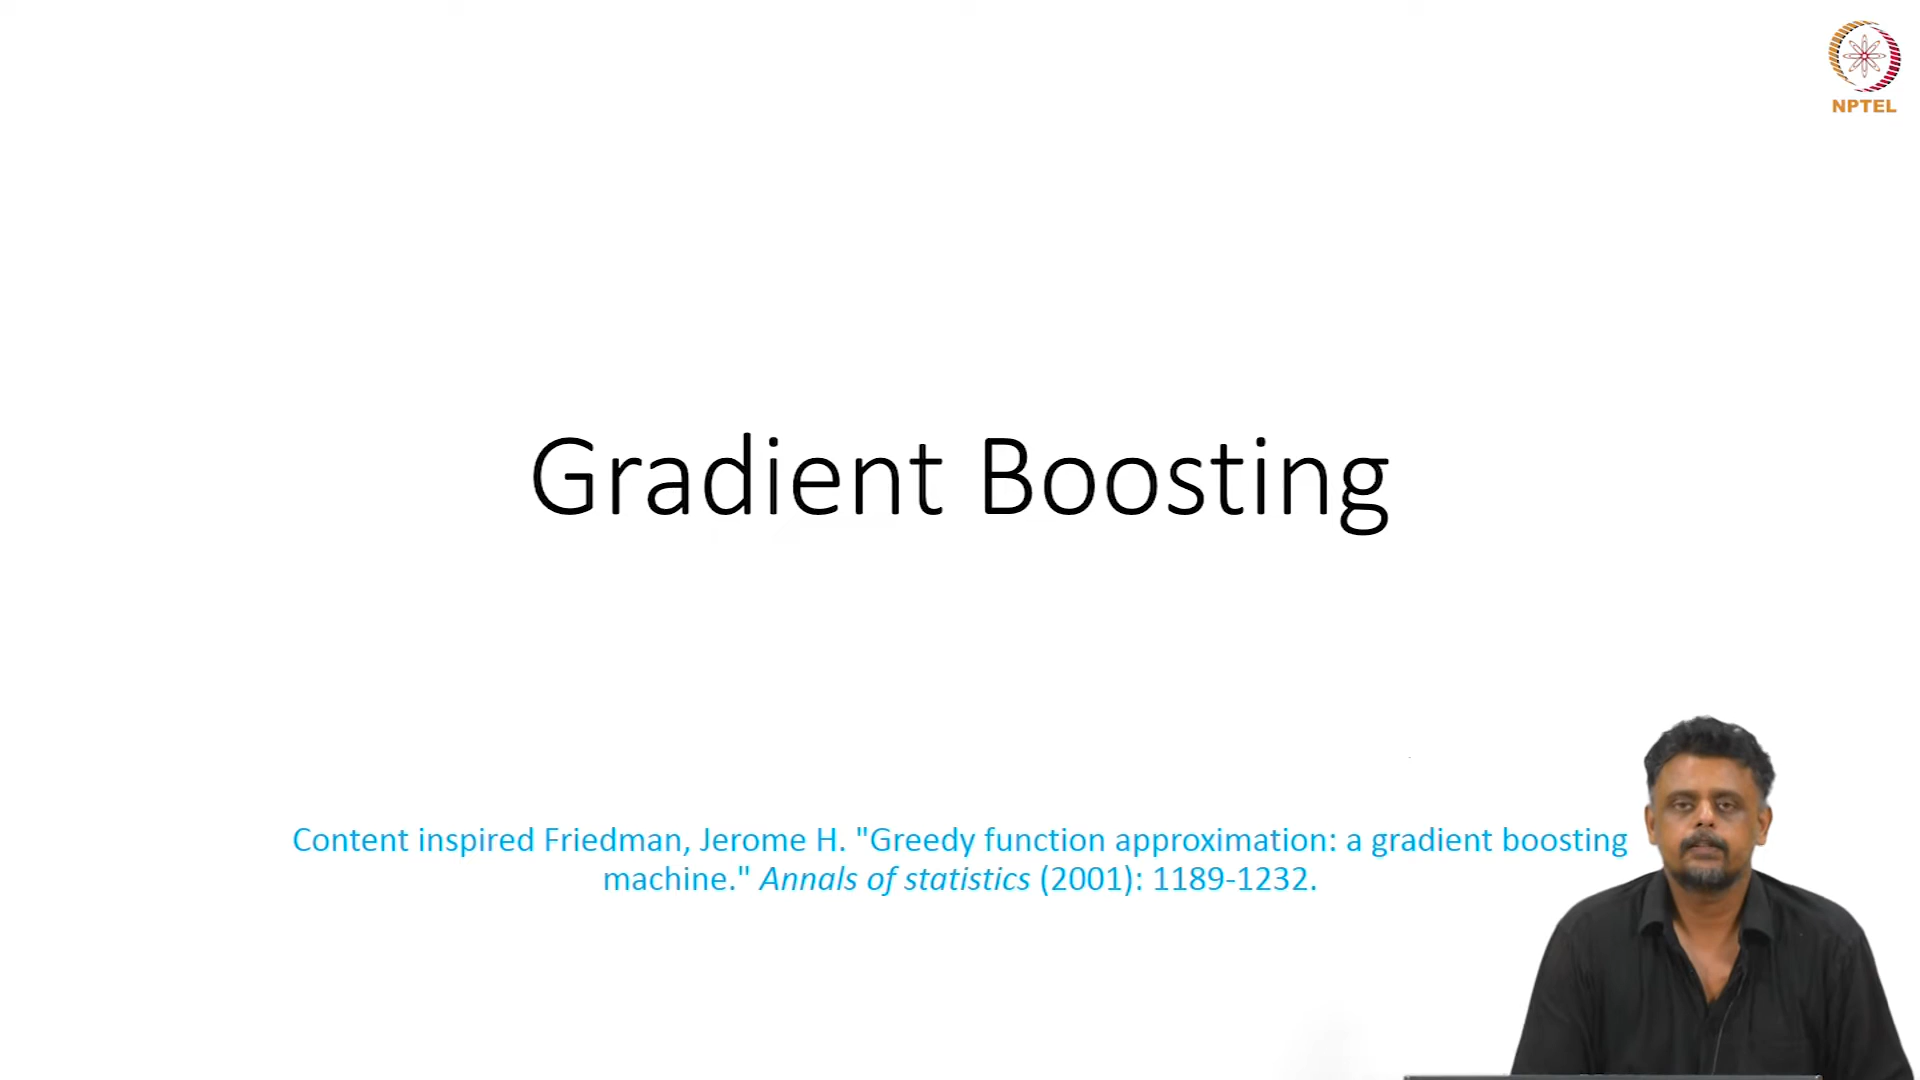 NPTEL
Gradient Boosting
Content inspired Friedman, Jerome H. "Greedy function approximation: a gradient boosting
machine." Annals of statistics (2001): 1189-1232.